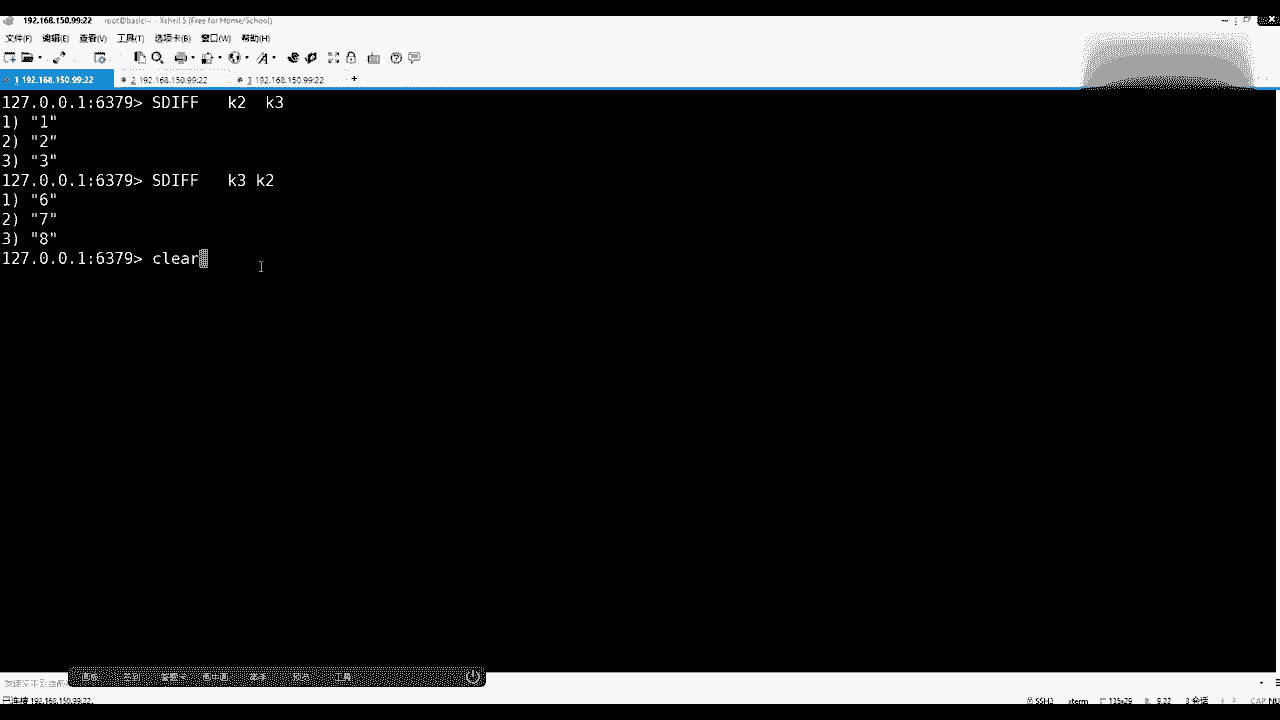 192.168.150.99:22 root@basic:~ - Xshell 5 (Free for Home/School)
文件(F) 编辑(E) 查看(V) 工具(T) 选项卡(B) 窗口(W) 帮助(H)
1 192.168.150.99:22 2 192.168.150.99:22 3 192.168.150.99:22 +
127.0.0.1:6379> SDIFF k2 k3
1) "1"
2) "2"
3) "3"
127.0.0.1:6379> SDIFF k3 k2
1) "6"
2) "7"
3) "8"
127.0.0.1:6379> clear
工具
已连接 192.168.150.99:22. SSH2 xterm 135x29 9,22 3 会话 CAP